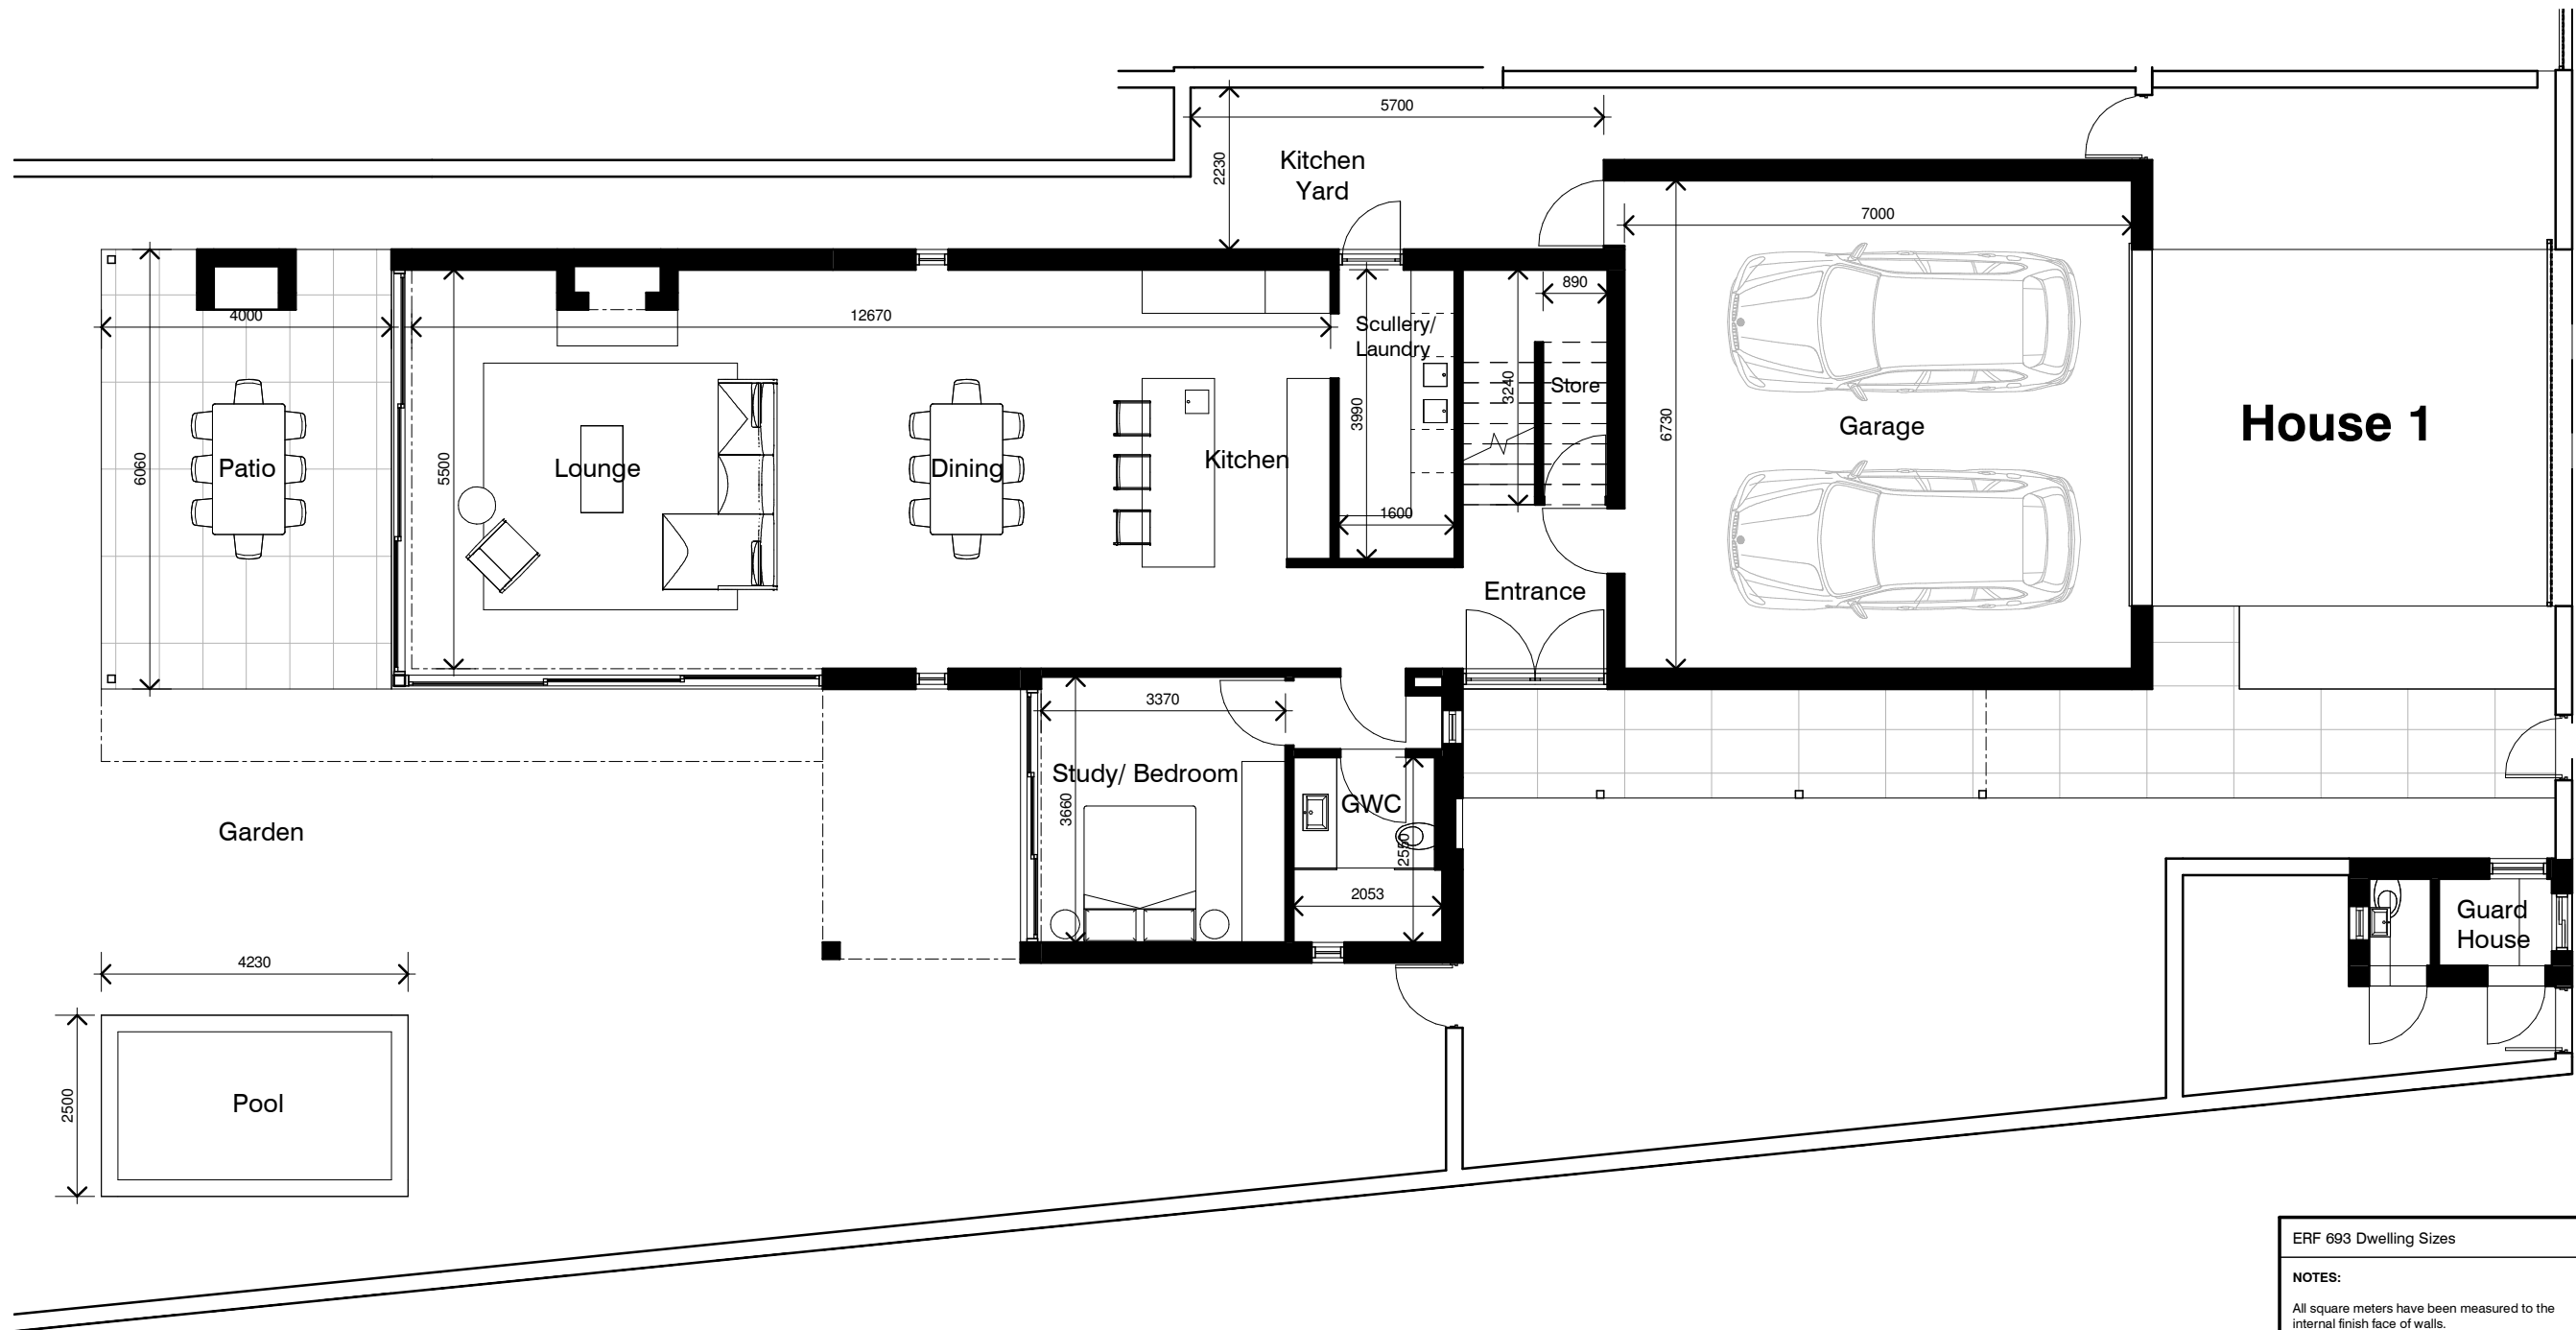 5700
2230
Kitchen
Yard
7000
4000
12670
890
Scullery/
Laundry
3240
Store
3990
6730
Garage
House 1
6060
Patio
5500
Lounge
Dining
Kitchen
1600
Entrance
3370
Study/ Bedroom
3660
GWC
2550
2053
Garden
Guard
House
4230
2500
Pool
ERF 693 Dwelling Sizes
NOTES:
All square meters have been measured to the
internal finish face of walls.